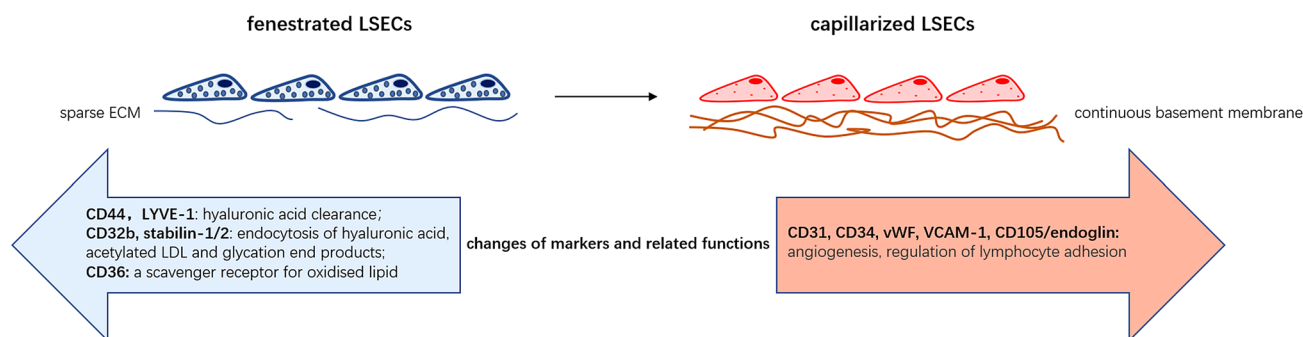 fenestrated LSECs
capillarized LSECs
sparse ECM
continuous basement membrane
CD44，LYVE-1: hyaluronic acid clearance;
CD32b, stabilin-1/2: endocytosis of hyaluronic acid,
acetylated LDL and glycation end products;
CD36: a scavenger receptor for oxidised lipid
changes of markers and related functions
CD31, CD34, vWF, VCAM-1, CD105/endoglin:
angiogenesis, regulation of lymphocyte adhesion